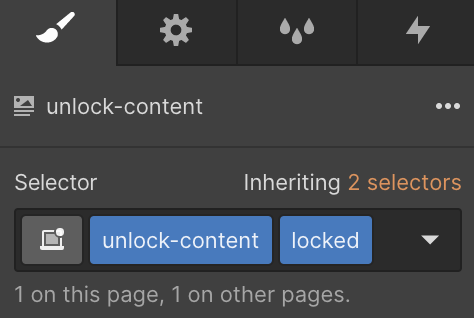 unlock-content
Selector Inheriting 2 selectors
unlock-content locked
1 on this page, 1 on other pages.